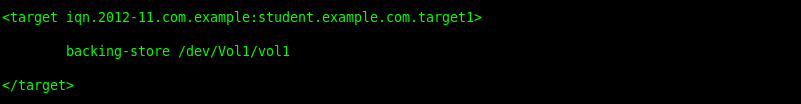 <target iqn.2012-11.com.example:student.example.com.target1>
backing-store /dev/Vol1/vol1
</target>